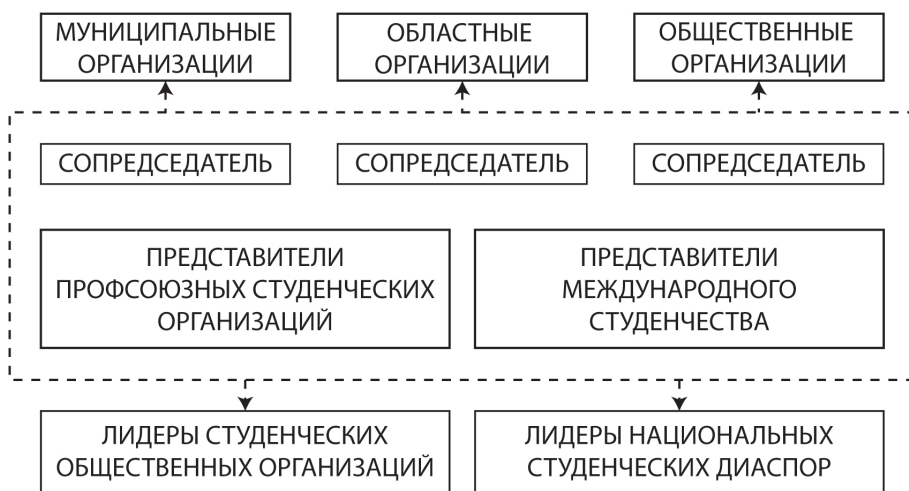 МУНИЦИПАЛЬНЫЕ
ОРГАНИЗАЦИИ
ОБЛАСТНЫЕ
ОРГАНИЗАЦИИ
ОБЩЕСТВЕННЫЕ
ОРГАНИЗАЦИИ
СОПРЕДСЕДАТЕЛЬ
СОПРЕДСЕДАТЕЛЬ
СОПРЕДСЕДАТЕЛЬ
ПРЕДСТАВИТЕЛИ
ПРОФСОЮЗНЫХ СТУДЕНЧЕСКИХ
ОРГАНИЗАЦИЙ
ПРЕДСТАВИТЕЛИ
МЕЖДУНАРОДНОГО
СТУДЕНЧЕСТВА
ЛИДЕРЫ СТУДЕНЧЕСКИХ
ОБЩЕСТВЕННЫХ ОРГАНИЗАЦИЙ
ЛИДЕРЫ НАЦИОНАЛЬНЫХ
СТУДЕНЧЕСКИХ ДИАСПОР